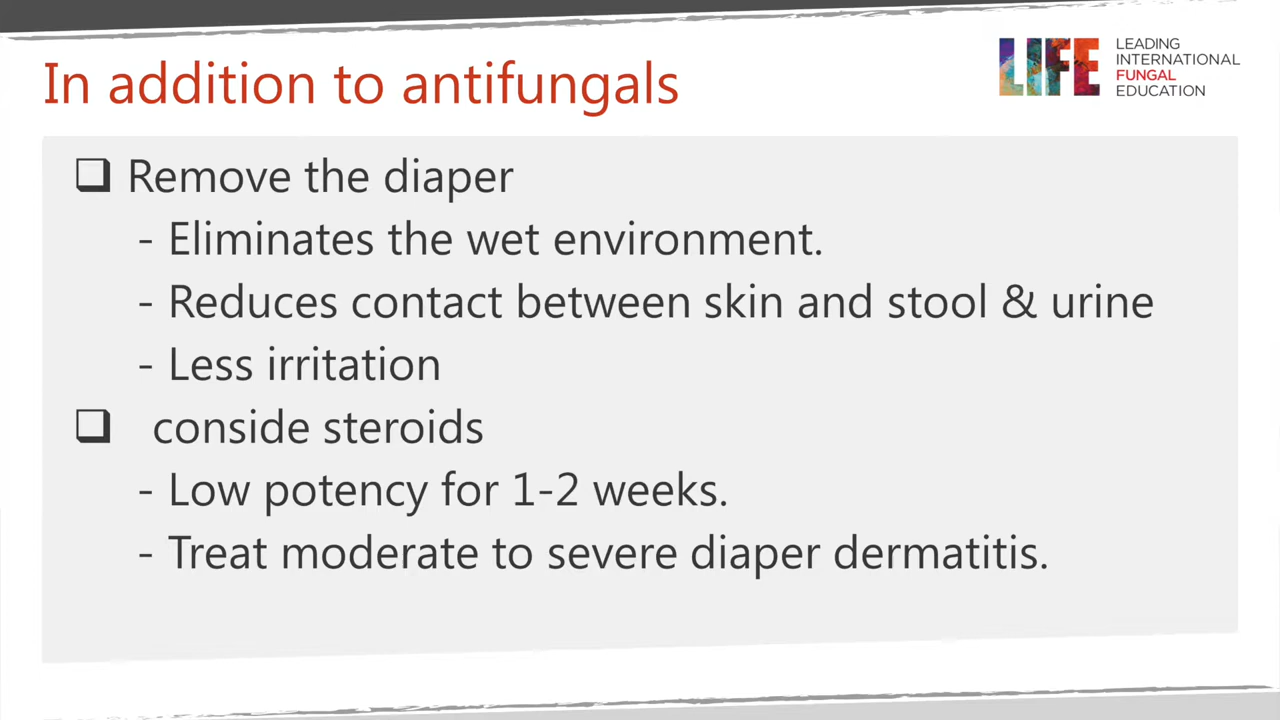 In addition to antifungals
LIFE
LEADING
INTERNATIONAL
FUNGAL
EDUCATION
❑ Remove the diaper
- Eliminates the wet environment.
- Reduces contact between skin and stool & urine
- Less irritation
❑ conside steroids
- Low potency for 1-2 weeks.
- Treat moderate to severe diaper dermatitis.